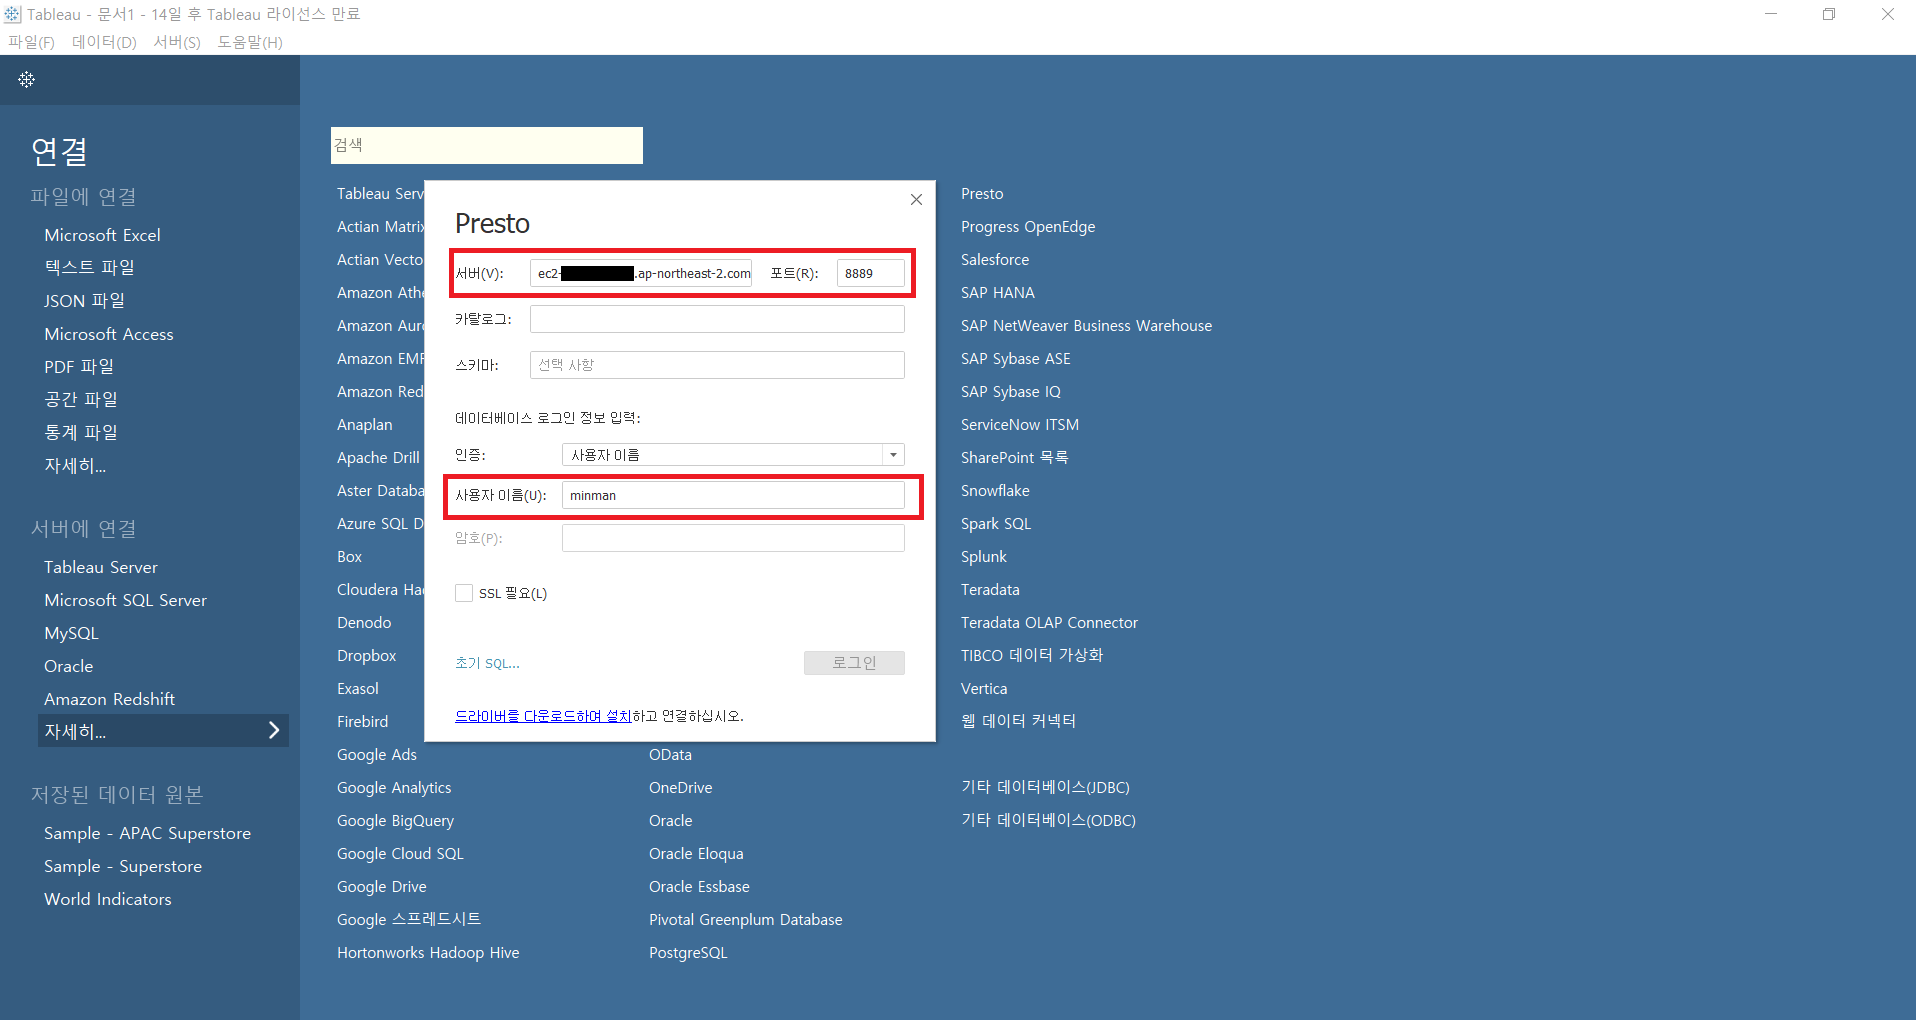 Tableau - 문서1 - 14일 후 Tableau 라이선스 만료
파일(F) 데이터(D) 서버(S) 도움말(H)
연결
파일에 연결
Microsoft Excel
텍스트 파일
JSON 파일
Microsoft Access
PDF 파일
공간 파일
통계 파일
자세히...
서버에 연결
Tableau Server
Microsoft SQL Server
MySQL
Oracle
Amazon Redshift
자세히...
저장된 데이터 원본
Sample - APAC Superstore
Sample - Superstore
World Indicators
검색
Tableau Serv
Actian Matrix
Actian Vecto
Amazon Athe
Amazon Auro
Amazon EMR
Amazon Red
Anaplan
Apache Drill
Aster Databa
Azure SQL D
Box
Cloudera Had
Denodo
Dropbox
Exasol
Firebird
Google Ads
Google Analytics
Google BigQuery
Google Cloud SQL
Google Drive
Google 스프레드시트
Hortonworks Hadoop Hive
Presto
서버(V): ec2- .ap-northeast-2.com 포트(R): 8889
카탈로그:
스키마: 선택 사항
데이터베이스 로그인 정보 입력:
인증: 사용자 이름
사용자 이름(U): minman
암호(P):
SSL 필요(L)
초기 SQL... 로그인
드라이버를 다운로드하여 설치하고 연결하십시오.
OData
OneDrive
Oracle
Oracle Eloqua
Oracle Essbase
Pivotal Greenplum Database
PostgreSQL
Presto
Progress OpenEdge
Salesforce
SAP HANA
SAP NetWeaver Business Warehouse
SAP Sybase ASE
SAP Sybase IQ
ServiceNow ITSM
SharePoint 목록
Snowflake
Spark SQL
Splunk
Teradata
Teradata OLAP Connector
TIBCO 데이터 가상화
Vertica
웹 데이터 커넥터
기타 데이터베이스(JDBC)
기타 데이터베이스(ODBC)